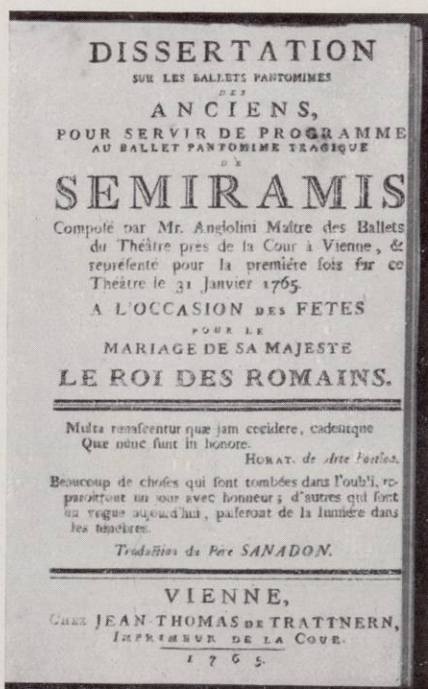 DISSERTATION
SUR LES BALLETS PANTOMIMES
DES
ANCIENS,
POUR SERVIR DE PROGRAMME
AU BALLET PANTOMIME TRAGIQUE
DE
SEMIRAMIS
Compoſé par Mr. Angiolini Maître des Ballets
du Théâtre près de la Cour à Vienne, &
repréſenté pour la premiére fois ſur ce
Théâtre le 31 Janvier 1765.
A L'OCCASION DES FETES
POUR LE
MARIAGE DE SA MAJESTE
LE ROI DES ROMAINS.
Multa renaſcentur quæ jam cecidere, cadentque
Quæ nunc ſunt in honore.
HORAT. de Arte Poetica.
Beaucoup de choſes qui ſont tombées dans l'oubli, re-
paroitront un jour avec honneur; d'autres qui ſont
en vogue aujourd'hui, paſſeront de la lumiére dans
les ténébres.
Traduction du Pere SANADON.
VIENNE,
CHEZ JEAN-THOMAS DE TRATTNERN,
IMPRIMEUR DE LA COUR.
1765.